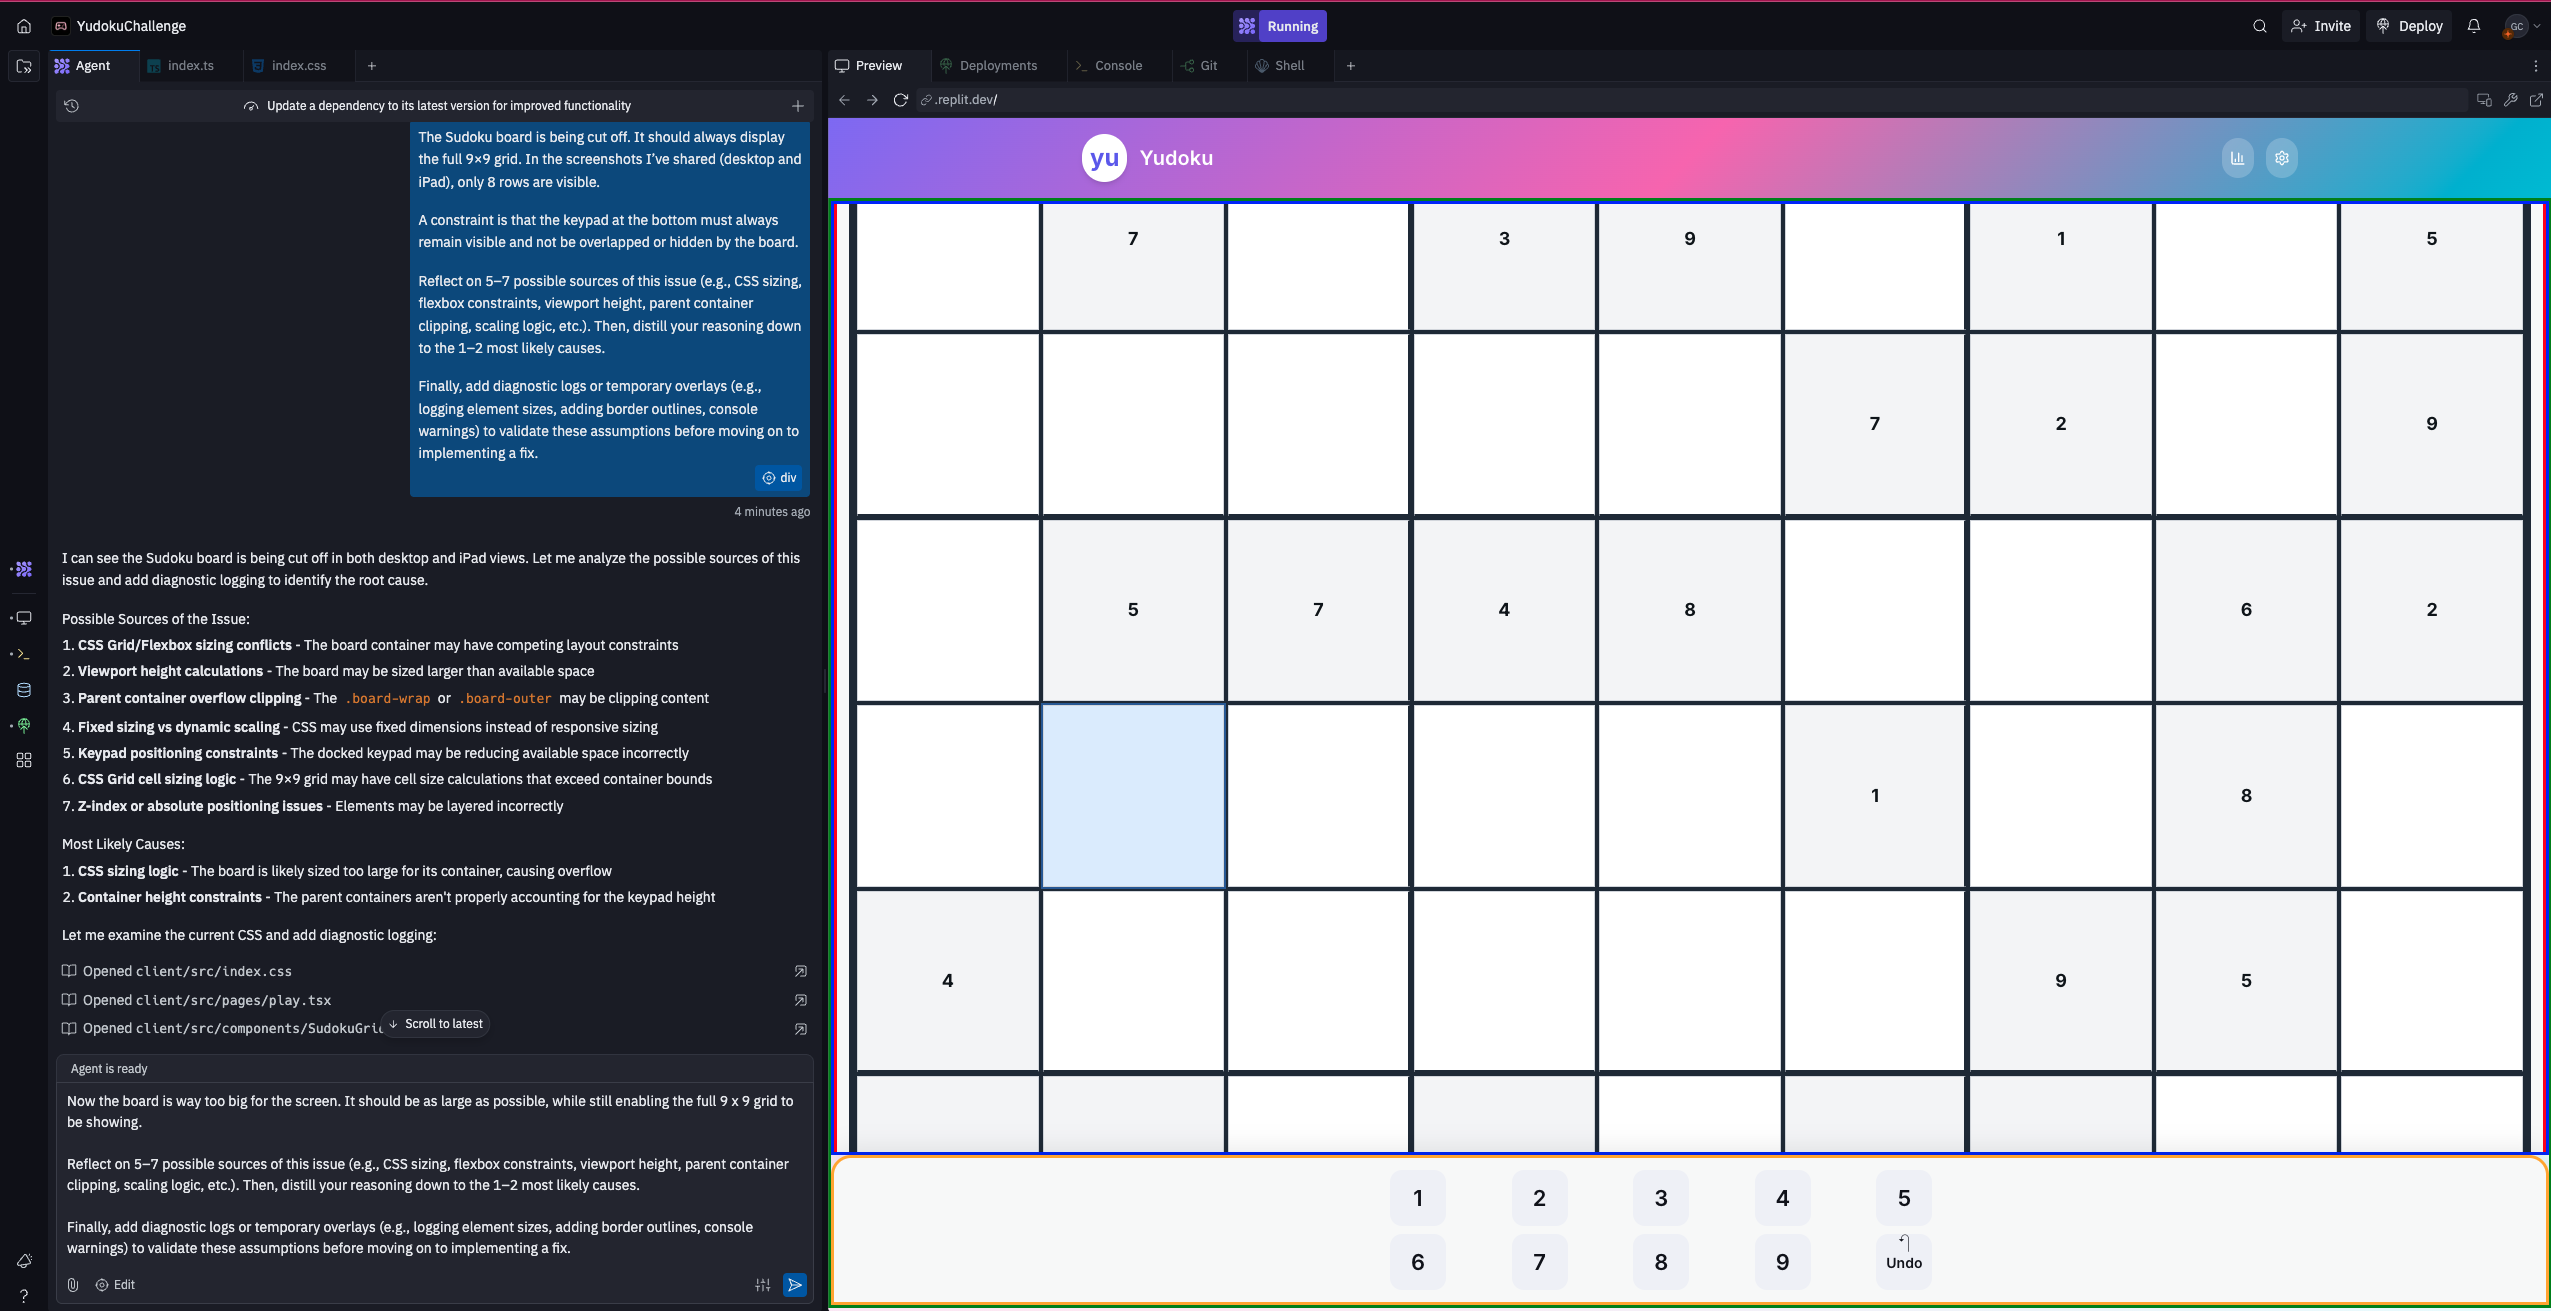 YudokuChallenge
Running
Invite
Deploy
GC
Agent
index.ts
index.css
Preview
Deployments
Console
Git
Shell
Update a dependency to its latest version for improved functionality
.replit.dev/
The Sudoku board is being cut off. It should always display
the full 9×9 grid. In the screenshots I've shared (desktop and
iPad), only 8 rows are visible.
A constraint is that the keypad at the bottom must always
remain visible and not be overlapped or hidden by the board.
Reflect on 5–7 possible sources of this issue (e.g., CSS sizing,
flexbox constraints, viewport height, parent container
clipping, scaling logic, etc.). Then, distill your reasoning down
to the 1–2 most likely causes.
Finally, add diagnostic logs or temporary overlays (e.g.,
logging element sizes, adding border outlines, console
warnings) to validate these assumptions before moving on to
implementing a fix.
div
4 minutes ago
I can see the Sudoku board is being cut off in both desktop and iPad views. Let me analyze the possible sources of this
issue and add diagnostic logging to identify the root cause.
Possible Sources of the Issue:
1. CSS Grid/Flexbox sizing conflicts - The board container may have competing layout constraints
2. Viewport height calculations - The board may be sized larger than available space
3. Parent container overflow clipping - The .board-wrap or .board-outer may be clipping content
4. Fixed sizing vs dynamic scaling - CSS may use fixed dimensions instead of responsive sizing
5. Keypad positioning constraints - The docked keypad may be reducing available space incorrectly
6. CSS Grid cell sizing logic - The 9×9 grid may have cell size calculations that exceed container bounds
7. Z-index or absolute positioning issues - Elements may be layered incorrectly
Most Likely Causes:
1. CSS sizing logic - The board is likely sized too large for its container, causing overflow
2. Container height constraints - The parent containers aren't properly accounting for the keypad height
Let me examine the current CSS and add diagnostic logging:
Opened client/src/index.css
Opened client/src/pages/play.tsx
Opened client/src/components/SudokuGri
Scroll to latest
Agent is ready
Now the board is way too big for the screen. It should be as large as possible, while still enabling the full 9 x 9 grid to
be showing.
Reflect on 5–7 possible sources of this issue (e.g., CSS sizing, flexbox constraints, viewport height, parent container
clipping, scaling logic, etc.). Then, distill your reasoning down to the 1–2 most likely causes.
Finally, add diagnostic logs or temporary overlays (e.g., logging element sizes, adding border outlines, console
warnings) to validate these assumptions before moving on to implementing a fix.
Edit
yu Yudoku
7 3 9 1 5
7 2 9
5 7 4 8 6 2
1 8
4 9 5
1 2 3 4 5
6 7 8 9 Undo